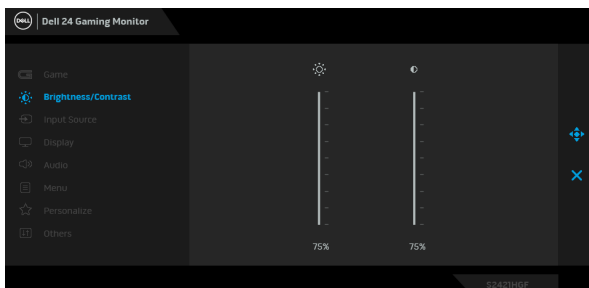 DELL
Dell 24 Gaming Monitor
Game
Brightness/Contrast
Input Source
Display
Audio
Menu
Personalize
Others
75%
75%
S2421HGF